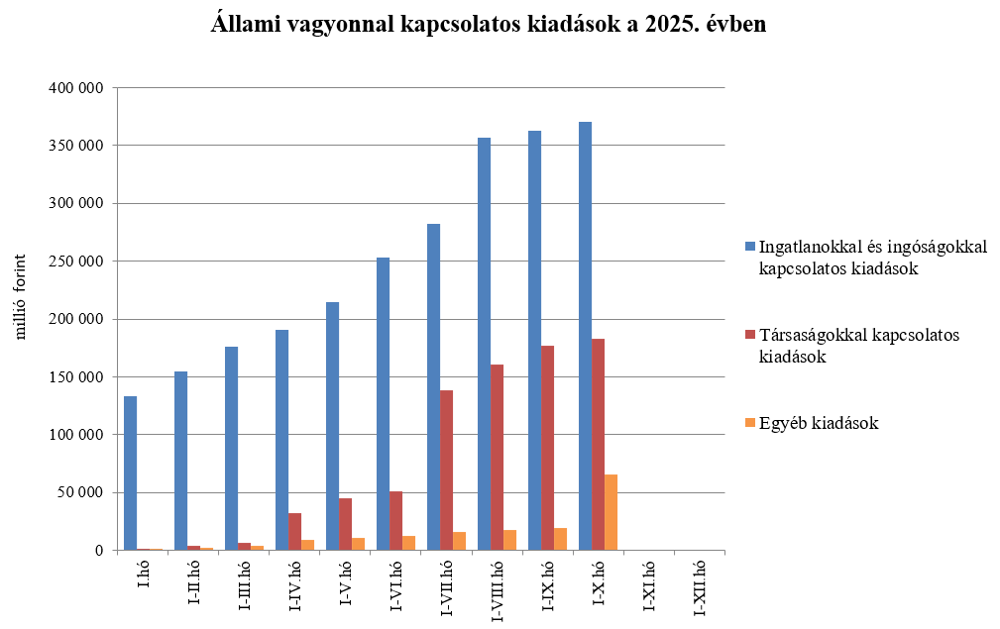 Állami vagyonnal kapcsolatos kiadások a 2025. évben
400 000
350 000
300 000
250 000
200 000
150 000
100 000
50 000
0
millió forint
I.hó
I-II.hó
I-III.hó
I-IV.hó
I-V.hó
I-VI.hó
I-VII.hó
I-VIII.hó
I-IX.hó
I-X.hó
I-XI.hó
I-XII.hó
Ingatlanokkal és ingóságokkal
kapcsolatos kiadások
Társaságokkal kapcsolatos
kiadások
Egyéb kiadások